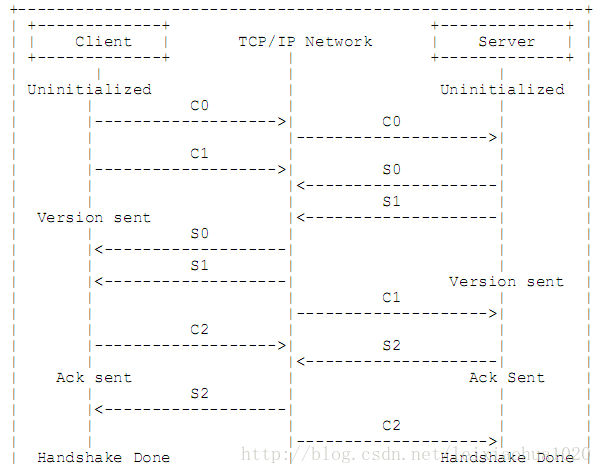 Client TCP/IP Network Server
Uninitialized Uninitialized
C0
C0
C1
S0
S1
Version sent
S0
S1
Version sent
C1
C2
S2
Ack sent Ack Sent
S2
C2
http://blog.csdn.net/leixiaohua1020
Handshake Done Handshake Done